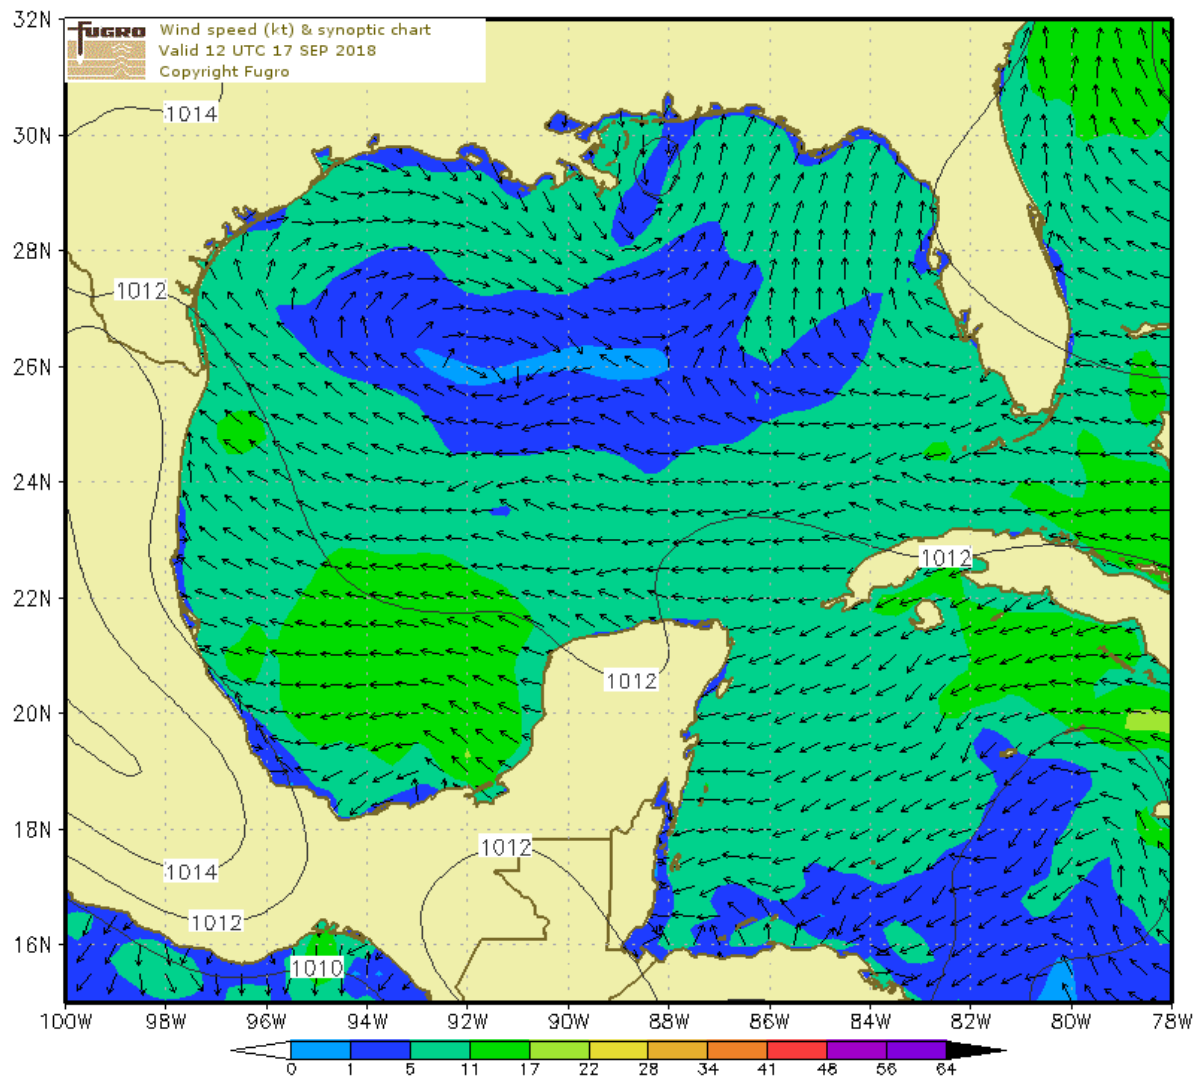 FUGRO
Wind speed (kt) & synoptic chart
Valid 12 UTC 17 SEP 2018
Copyright Fugro
32N
30N
28N
26N
24N
22N
20N
18N
16N
1014
1012
1012
1012
1012
1014
1012
1010
100W 98W 96W 94W 92W 90W 88W 86W 84W 82W 80W 78W
0 1 5 11 17 22 28 34 41 48 56 64